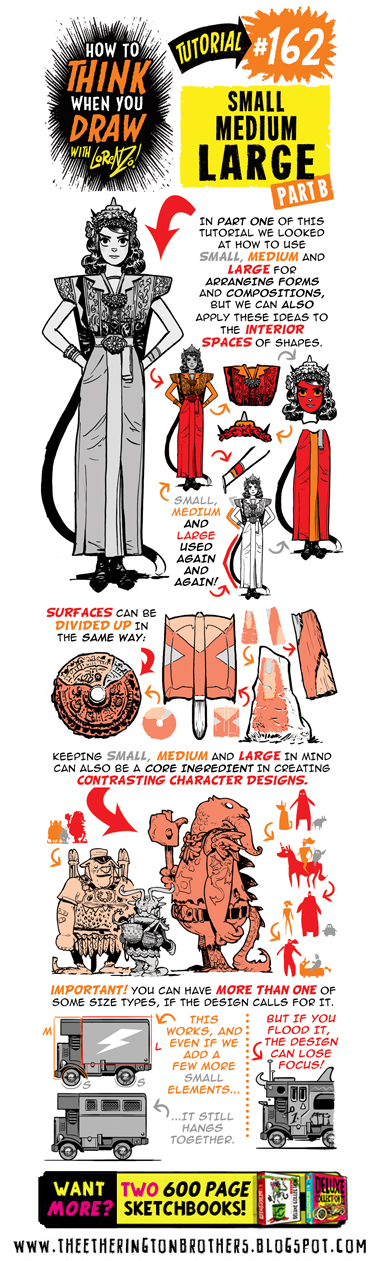 HOW TO
THINK
WHEN YOU
DRAW
WITH LORENZO!
TUTORIAL #162
SMALL
MEDIUM
LARGE
PART B
IN PART ONE OF THIS
TUTORIAL WE LOOKED
AT HOW TO USE
SMALL, MEDIUM AND
LARGE FOR
ARRANGING FORMS
AND COMPOSITIONS,
BUT WE CAN ALSO
APPLY THESE IDEAS TO
THE INTERIOR
SPACES OF SHAPES.
SMALL,
MEDIUM
AND
LARGE
USED
AGAIN
AND
AGAIN!
SURFACES CAN BE
DIVIDED UP IN
THE SAME WAY:
KEEPING SMALL, MEDIUM AND LARGE IN MIND
CAN ALSO BE A CORE INGREDIENT IN CREATING
CONTRASTING CHARACTER DESIGNS.
IMPORTANT! YOU CAN HAVE MORE THAN ONE OF
SOME SIZE TYPES, IF THE DESIGN CALLS FOR IT.
M
L
S
S
THIS
WORKS, AND
EVEN IF WE
ADD A
FEW MORE
SMALL
ELEMENTS...
...IT STILL
HANGS
TOGETHER.
BUT IF YOU
FLOOD IT,
THE DESIGN
CAN LOSE
FOCUS!
WANT
MORE?
TWO 600 PAGE
SKETCHBOOKS!
DELUXE
COLLECTION
WWW.THEETHERINGTONBROTHERS.BLOGSPOT.COM